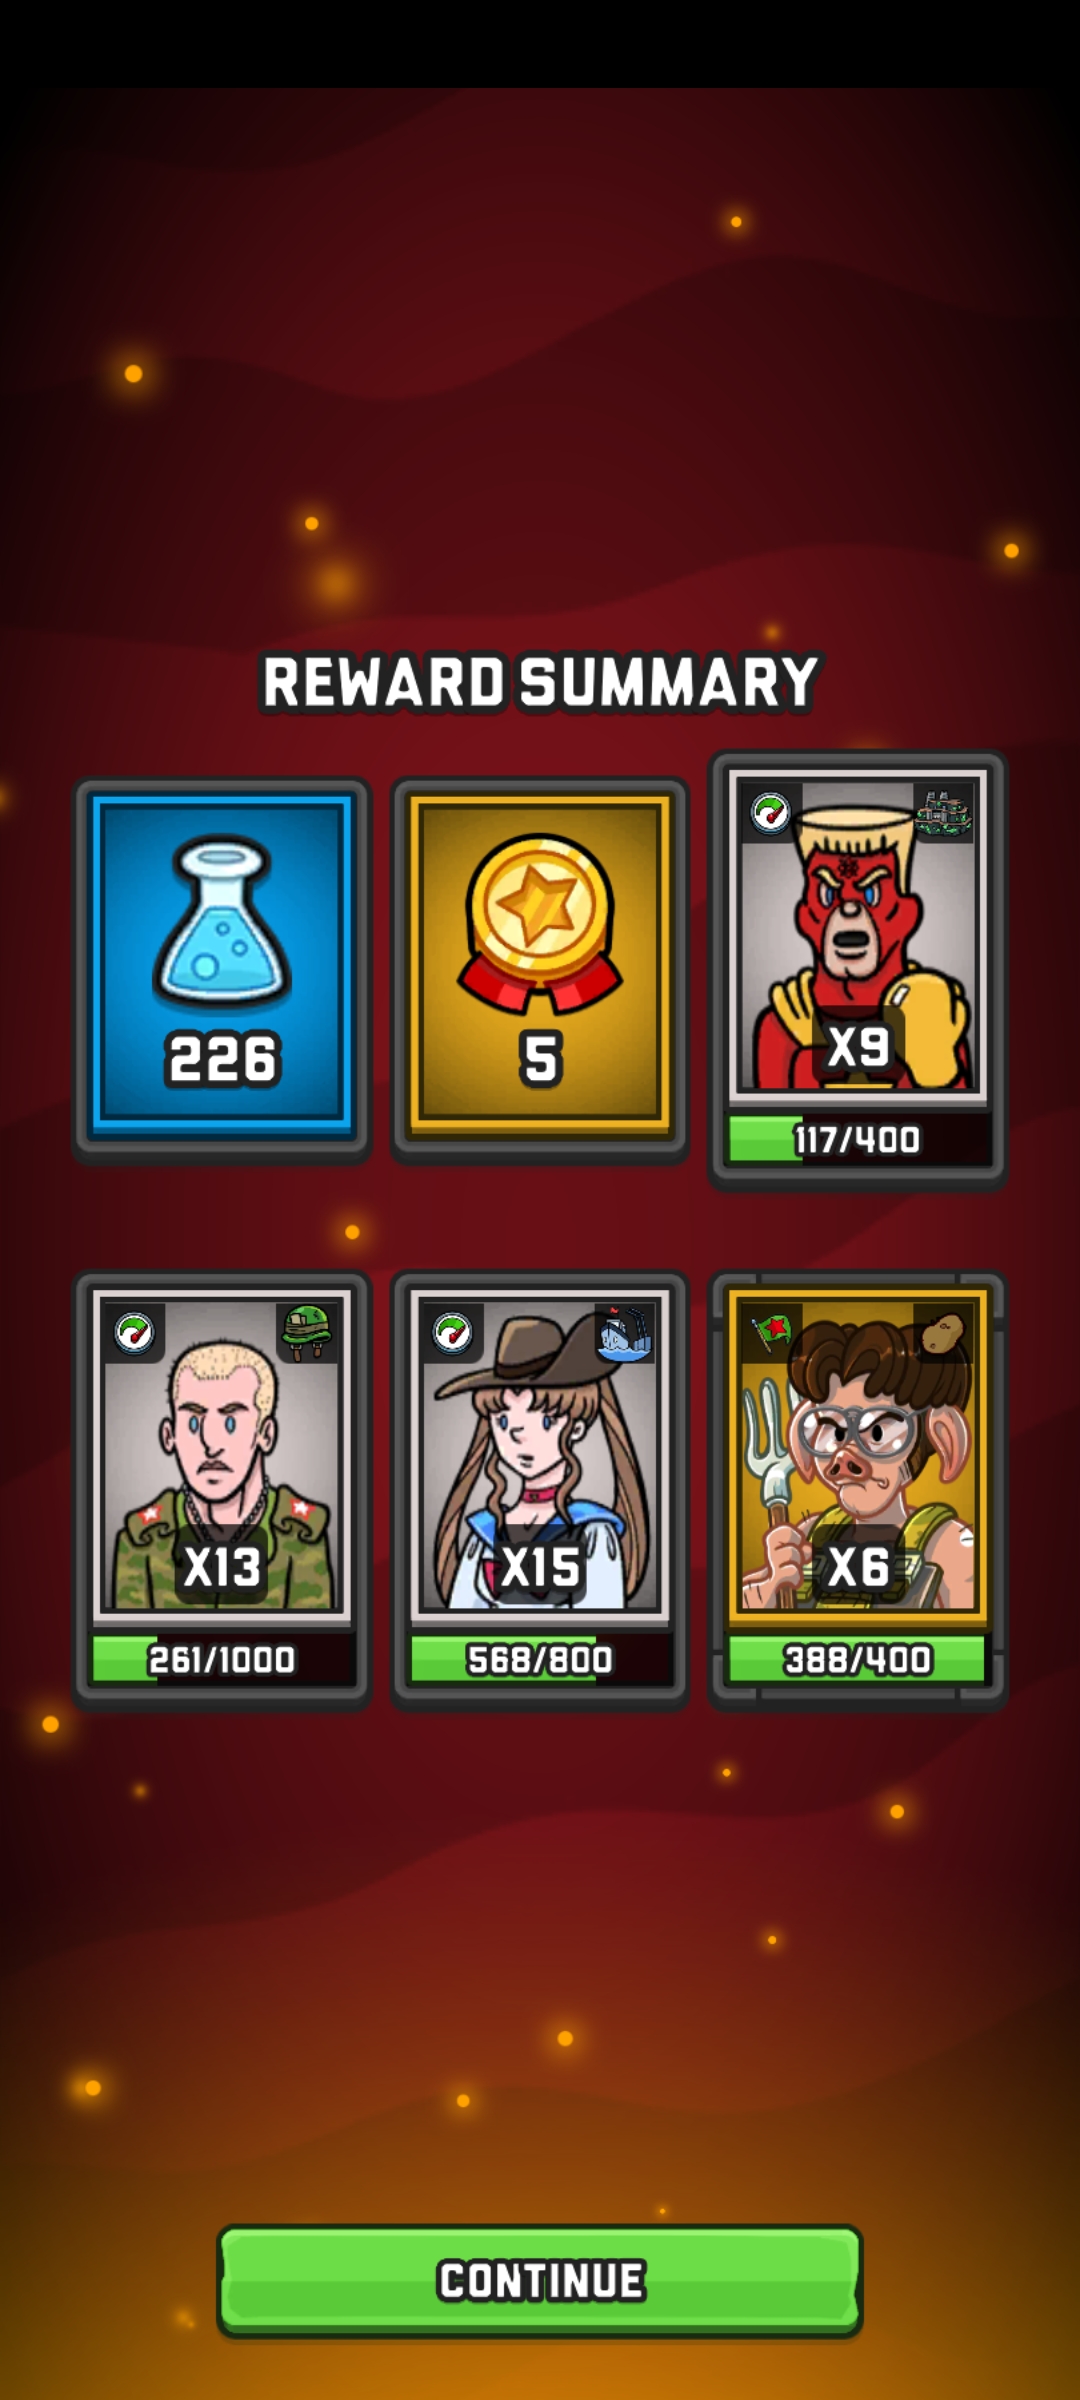 REWARD SUMMARY
226
5
X9
117/400
X13
261/1000
X15
568/800
X6
388/400
CONTINUE